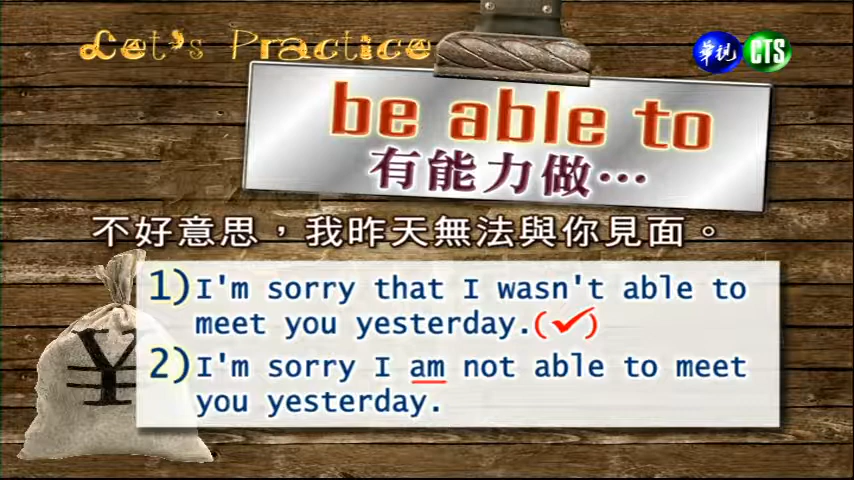 Let's Practice
華視 CTS
be able to
有能力做…
不好意思，我昨天無法與你見面。
1) I'm sorry that I wasn't able to
meet you yesterday.(✓)
2) I'm sorry I am not able to meet
you yesterday.
¥